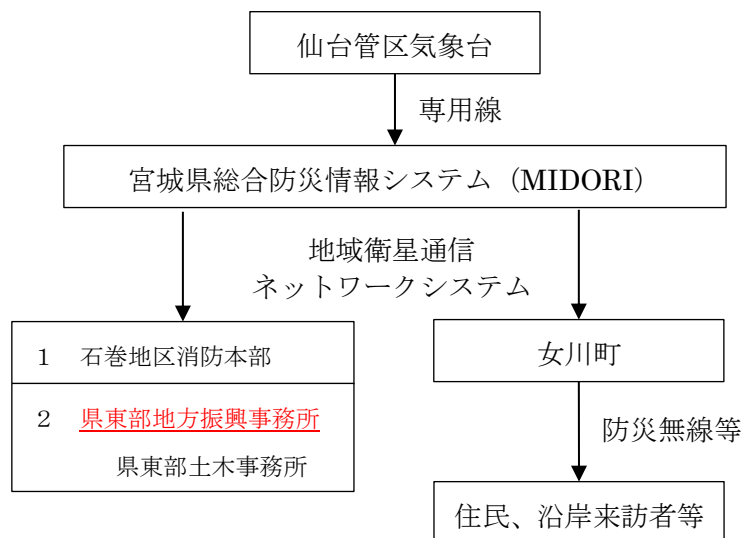 仙台管区気象台
専用線
宮城県総合防災情報システム（MIDORI）
地域衛星通信
ネットワークシステム
１　石巻地区消防本部
２　県東部地方振興事務所
県東部土木事務所
女川町
防災無線等
住民、沿岸来訪者等